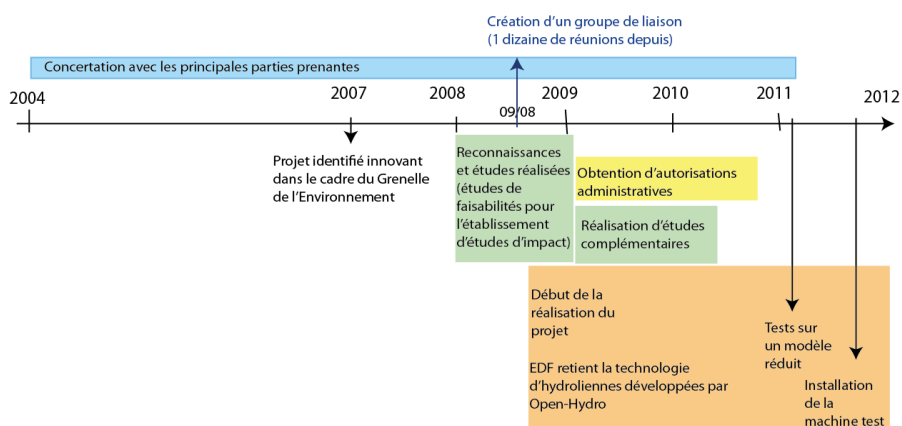 Création d'un groupe de liaison
(1 dizaine de réunions depuis)
Concertation avec les principales parties prenantes
2004
2007
2008
2009
2010
2011
2012
09/08
Projet identifié innovant
dans le cadre du Grenelle
de l'Environnement
Reconnaissances
et études réalisées
(études de
faisabilités pour
l'établissement
d'études d'impact)
Obtention d'autorisations
administratives
Réalisation d'études
complémentaires
Début de la
réalisation du
projet
EDF retient la technologie
d'hydroliennes développées par
Open-Hydro
Tests sur
un modèle
réduit
Installation
de la
machine test